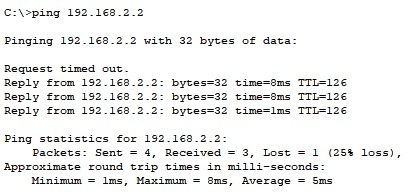 C:\>ping 192.168.2.2
Pinging 192.168.2.2 with 32 bytes of data:
Request timed out.
Reply from 192.168.2.2: bytes=32 time=8ms TTL=126
Reply from 192.168.2.2: bytes=32 time=8ms TTL=126
Reply from 192.168.2.2: bytes=32 time=1ms TTL=126
Ping statistics for 192.168.2.2:
Packets: Sent = 4, Received = 3, Lost = 1 (25% loss),
Approximate round trip times in milli-seconds:
Minimum = 1ms, Maximum = 8ms, Average = 5ms